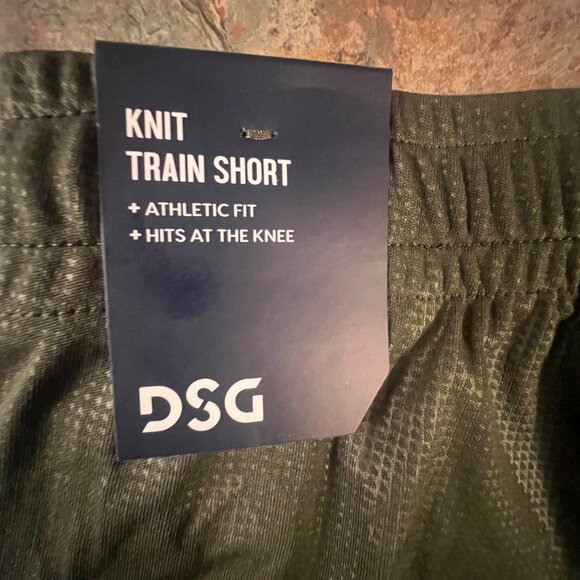 KNIT
TRAIN SHORT
+ ATHLETIC FIT
+ HITS AT THE KNEE
DSG